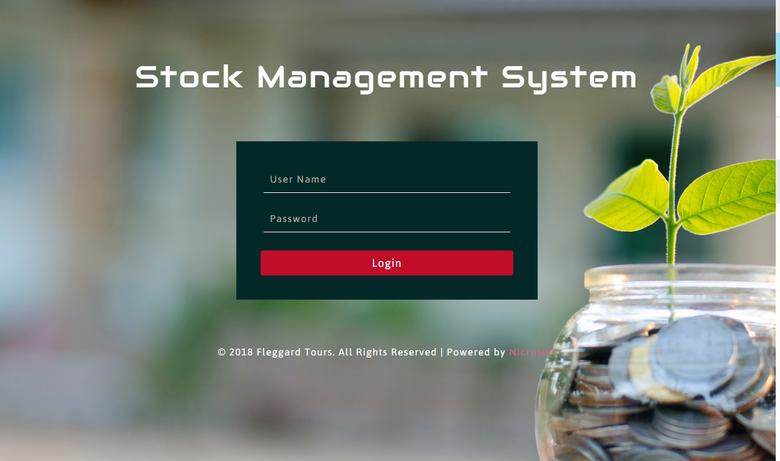 Stock Management System
User Name
Password
Login
© 2018 Fleggard Tours. All Rights Reserved | Powered by